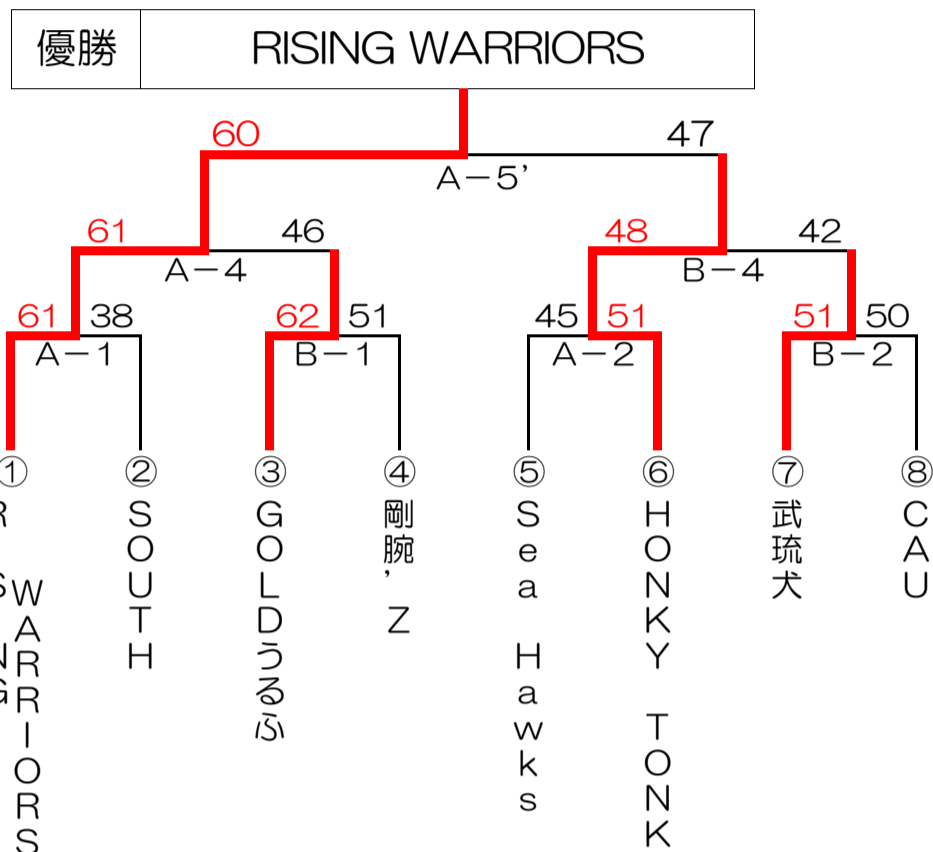 優勝 RISING WARRIORS
60 47
A-5’
61 46 48 42
A-4 B-4
61 38 62 51 45 51 51 50
A-1 B-1 A-2 B-2
① ② ③ ④ ⑤ ⑥ ⑦ ⑧
WARRIORS
SOUTH
GOLDうるふ
剛腕’Z
Sea Hawks
HONKY TONK
武琉犬
CAU